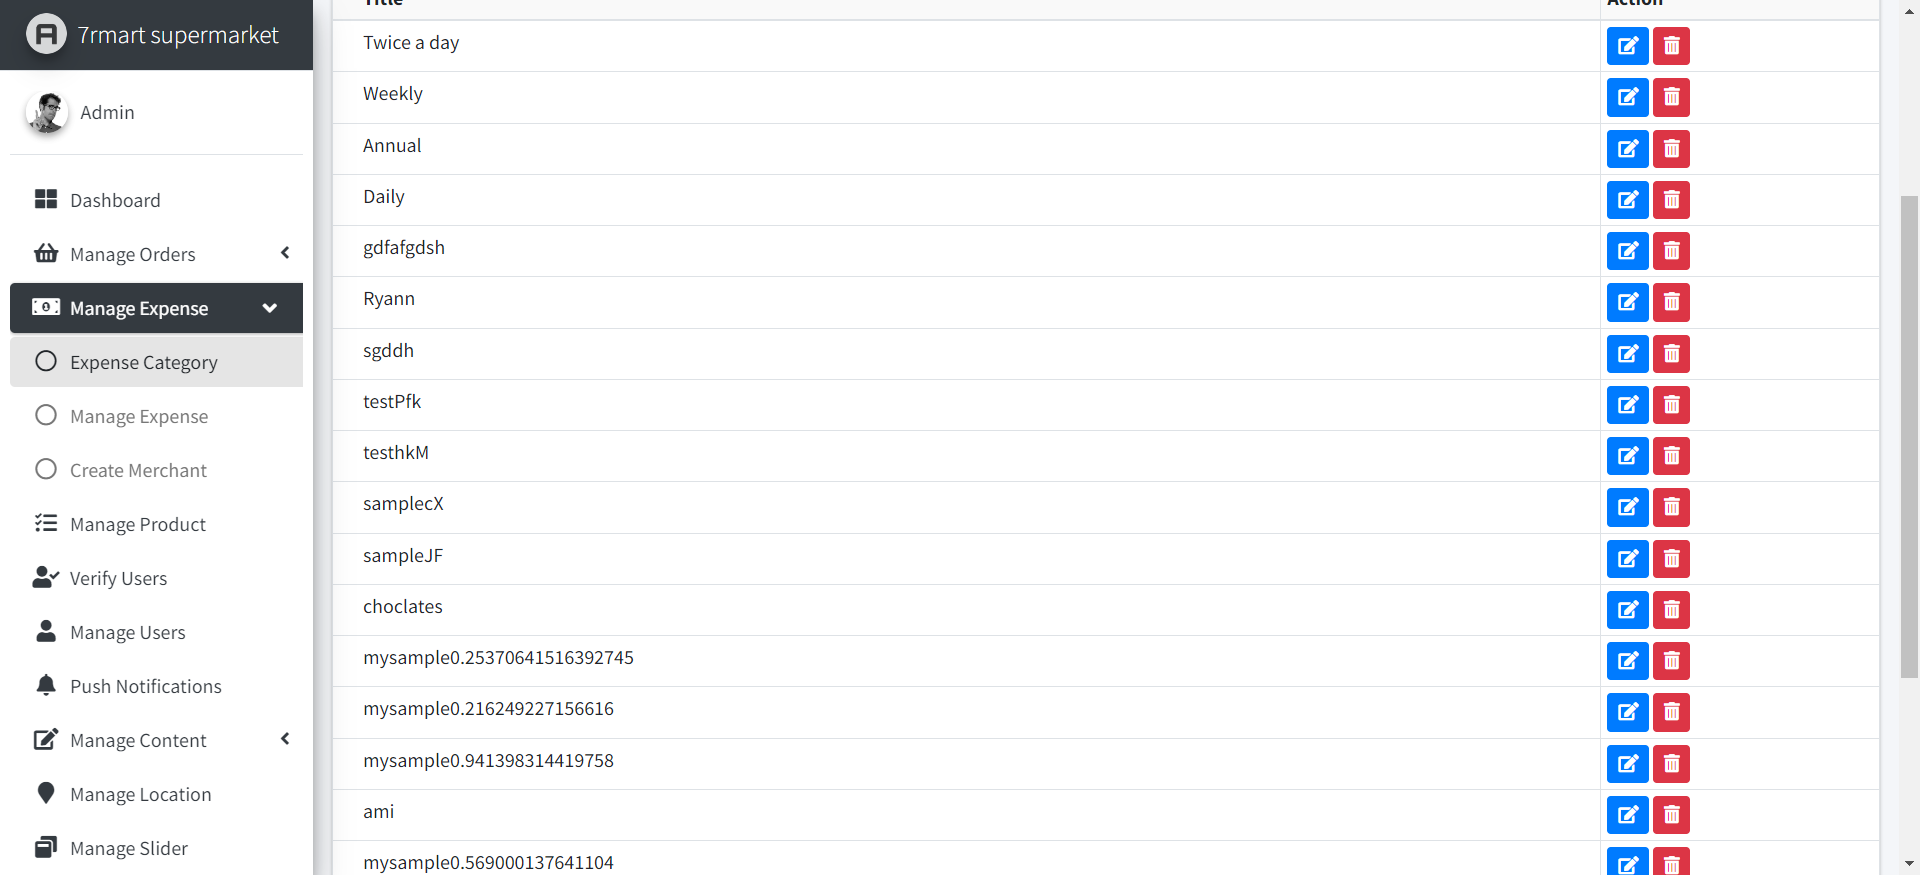 7rmart supermarket
Admin
Dashboard
Manage Orders
Manage Expense
Expense Category
Manage Expense
Create Merchant
Manage Product
Verify Users
Manage Users
Push Notifications
Manage Content
Manage Location
Manage Slider
Title
Action
Twice a day
Weekly
Annual
Daily
gdfafgdsh
Ryann
sgddh
testPfk
testhkM
samplecX
sampleJF
choclates
mysample0.25370641516392745
mysample0.216249227156616
mysample0.941398314419758
ami
mysample0.569000137641104